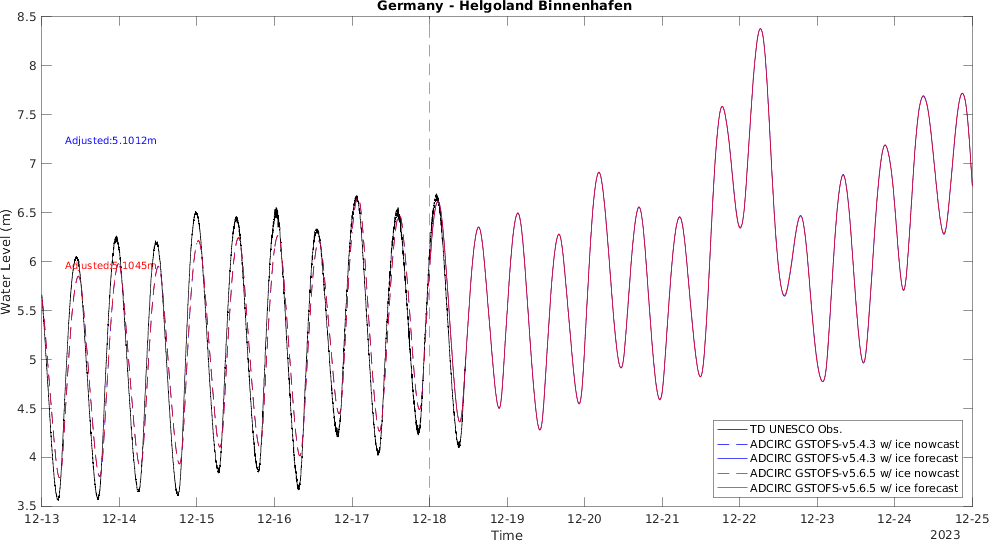 Germany - Helgoland Binnenhafen
8.5
8
7.5
7
6.5
6
5.5
5
4.5
4
3.5
Water Level (m)
Adjusted:5.1012m
Adjusted:5.1045m
TD UNESCO Obs.
ADCIRC GSTOFS-v5.4.3 w/ ice nowcast
ADCIRC GSTOFS-v5.4.3 w/ ice forecast
ADCIRC GSTOFS-v5.6.5 w/ ice nowcast
ADCIRC GSTOFS-v5.6.5 w/ ice forecast
12-13 12-14 12-15 12-16 12-17 12-18 12-19 12-20 12-21 12-22 12-23 12-24 12-25
Time
2023